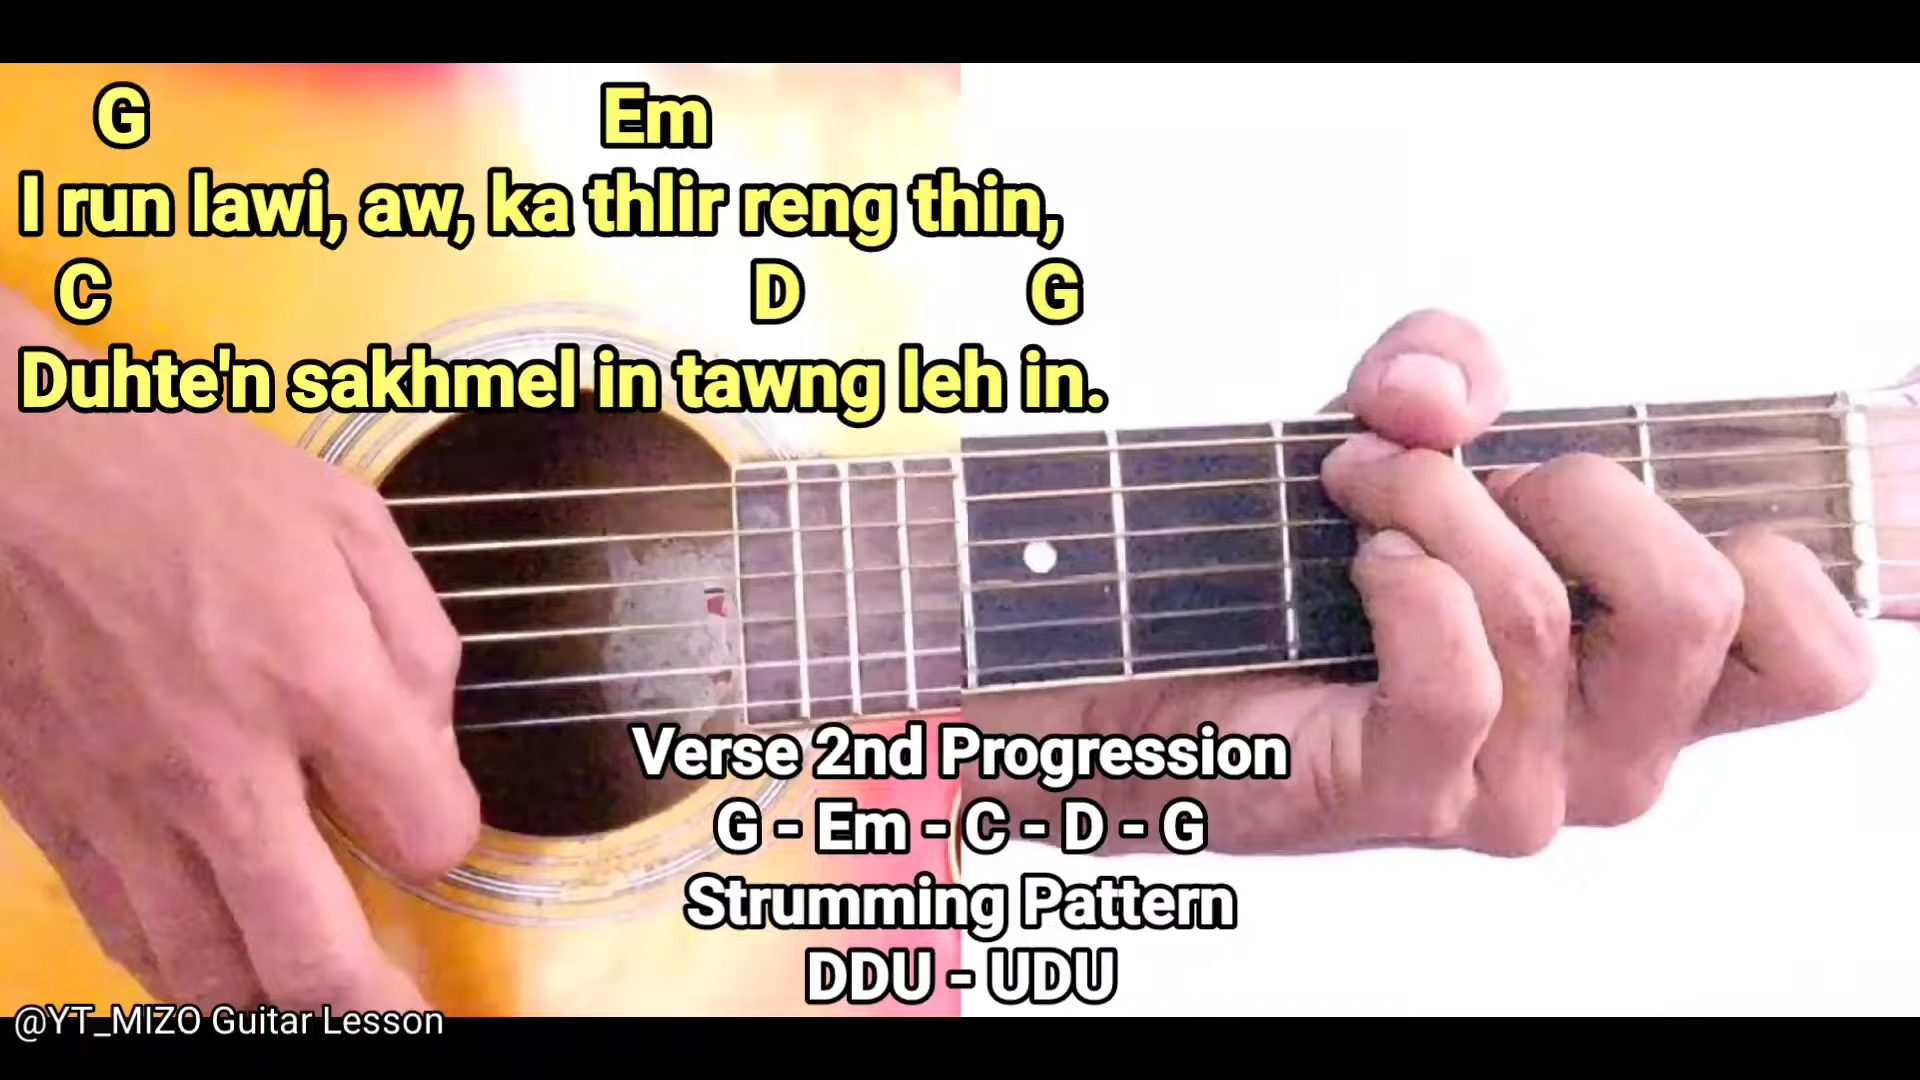 G Em
I run lawi, aw, ka thlir reng thin,
C D G
Duhte'n sakhmel in tawng leh in.
Verse 2nd Progression
G - Em - C - D - G
Strumming Pattern
DDU - UDU
@YT_MIZO Guitar Lesson